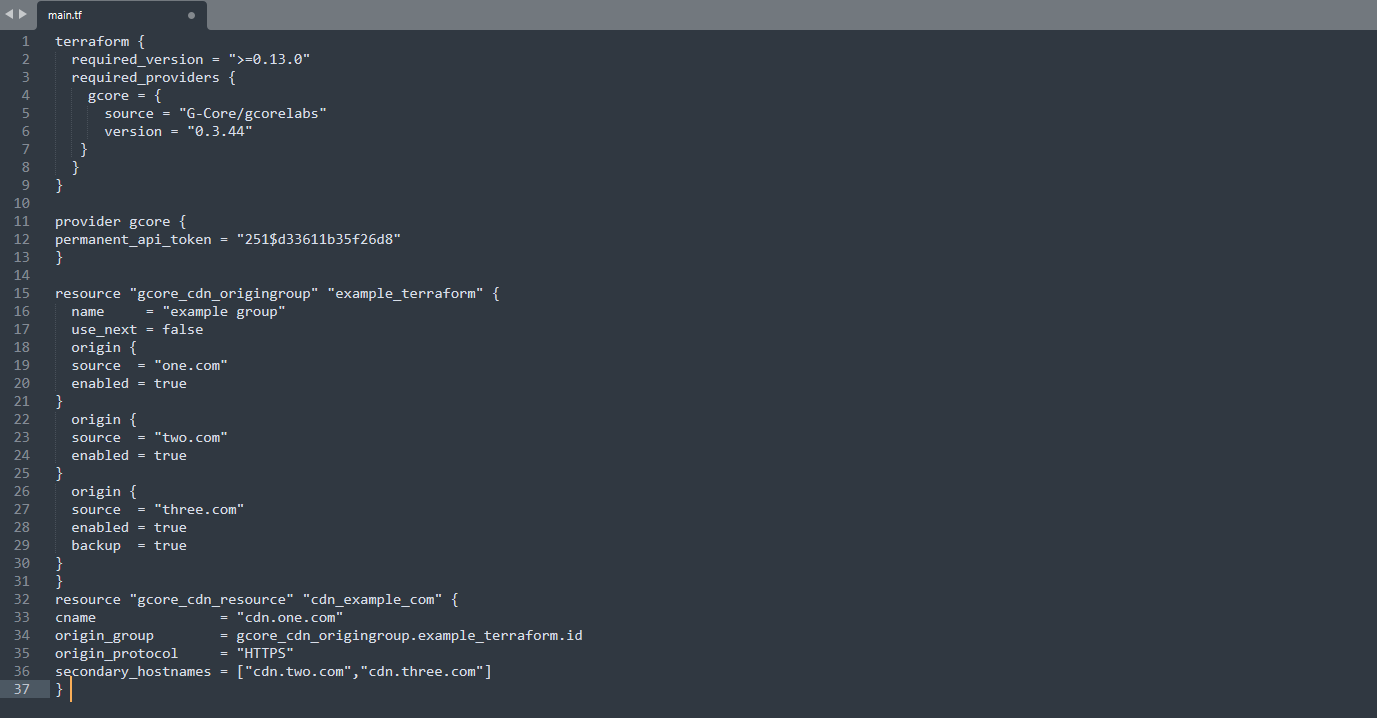 main.tf
1 terraform {
2   required_version = ">=0.13.0"
3   required_providers {
4     gcore = {
5       source = "G-Core/gcorelabs"
6       version = "0.3.44"
7    }
8   }
9 }
10
11 provider gcore {
12 permanent_api_token = "251$d33611b35f26d8"
13 }
14
15 resource "gcore_cdn_origingroup" "example_terraform" {
16   name     = "example group"
17   use_next = false
18   origin {
19   source  = "one.com"
20   enabled = true
21 }
22   origin {
23   source  = "two.com"
24   enabled = true
25 }
26   origin {
27   source  = "three.com"
28   enabled = true
29   backup  = true
30 }
31 }
32 resource "gcore_cdn_resource" "cdn_example_com" {
33 cname               = "cdn.one.com"
34 origin_group        = gcore_cdn_origingroup.example_terraform.id
35 origin_protocol     = "HTTPS"
36 secondary_hostnames = ["cdn.two.com","cdn.three.com"]
37 }